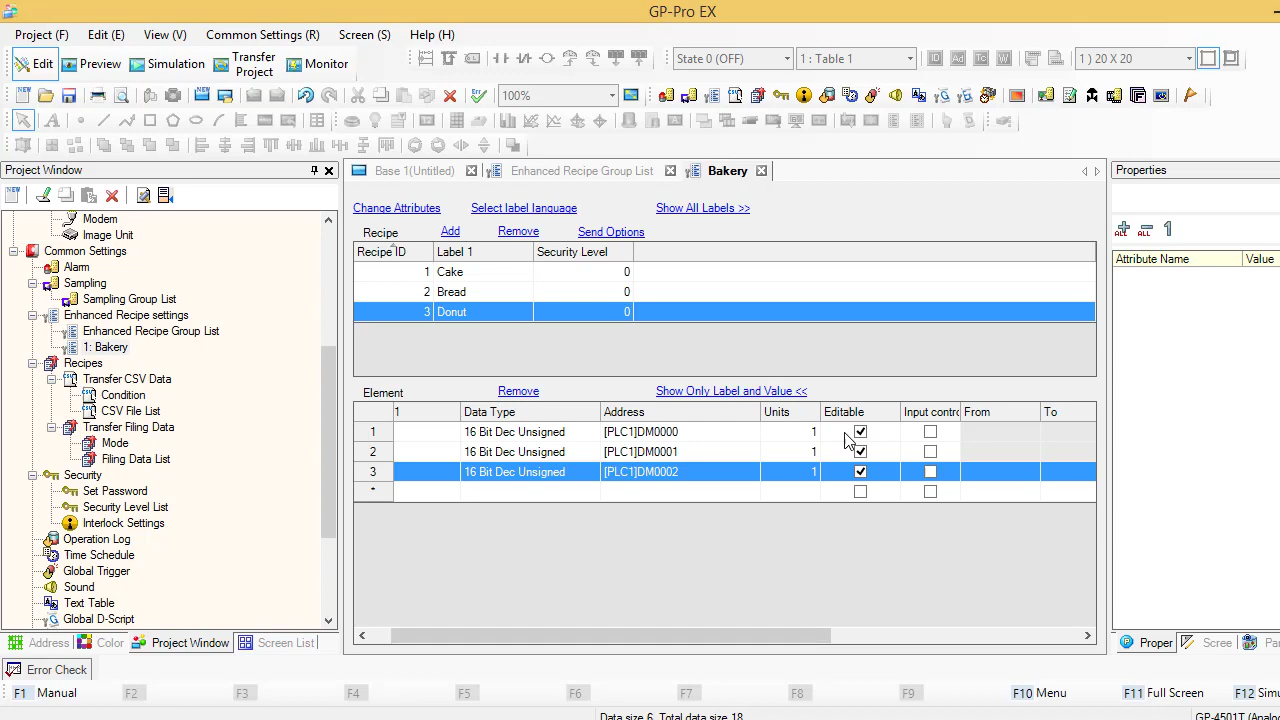 GP-Pro EX
Project (F) Edit (E) View (V) Common Settings (R) Screen (S) Help (H)
Edit Preview Simulation Transfer Project Monitor State 0 (OFF) 1 : Table 1 1 ) 20 X 20
100%
Project Window
Base 1(Untitled) Enhanced Recipe Group List Bakery
Properties
Change Attributes Select label language Show All Labels >>
Modem
Image Unit
Recipe Add Remove Send Options
Common Settings
Recipe ID Label 1 Security Level
Attribute Name Value
Alarm
1 Cake 0
Sampling
2 Bread 0
Sampling Group List
3 Donut 0
Enhanced Recipe settings
Enhanced Recipe Group List
1: Bakery
Recipes
Transfer CSV Data
Condition
CSV File List
Transfer Filing Data
Mode
Filing Data List
Security
Set Password
Security Level List
Interlock Settings
Operation Log
Time Schedule
Global Trigger
Sound
Text Table
Global D-Script
Element Remove Show Only Label and Value <<
1 Data Type Address Units Editable Input contro From To
1 16 Bit Dec Unsigned [PLC1]DM0000 1
2 16 Bit Dec Unsigned [PLC1]DM0001 1
3 16 Bit Dec Unsigned [PLC1]DM0002 1
*
Address Color Project Window Screen List
Proper Scree Pa
Error Check
F1 Manual F2 F3 F4 F5 F6 F7 F8 F9 F10 Menu F11 Full Screen F12 Simu
Data size 6, Total data size 18 GP-4501T (Analo